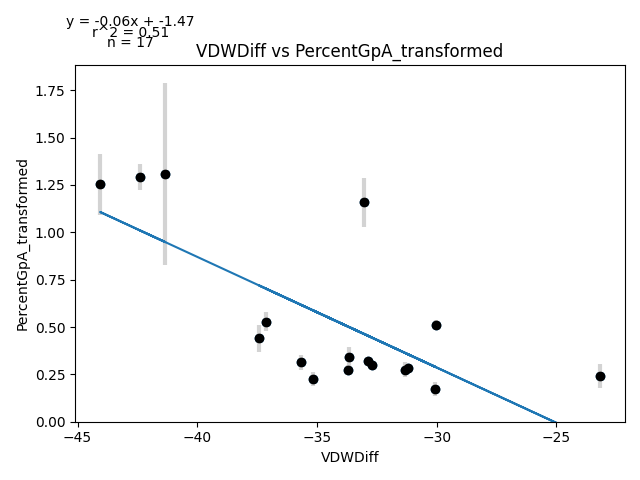 y = -0.06x + -1.47
r^2 = 0.51
n = 17
VDWDiff vs PercentGpA_transformed
PercentGpA_transformed
1.75
1.50
1.25
1.00
0.75
0.50
0.25
0.00
−45
−40
−35
−30
−25
VDWDiff